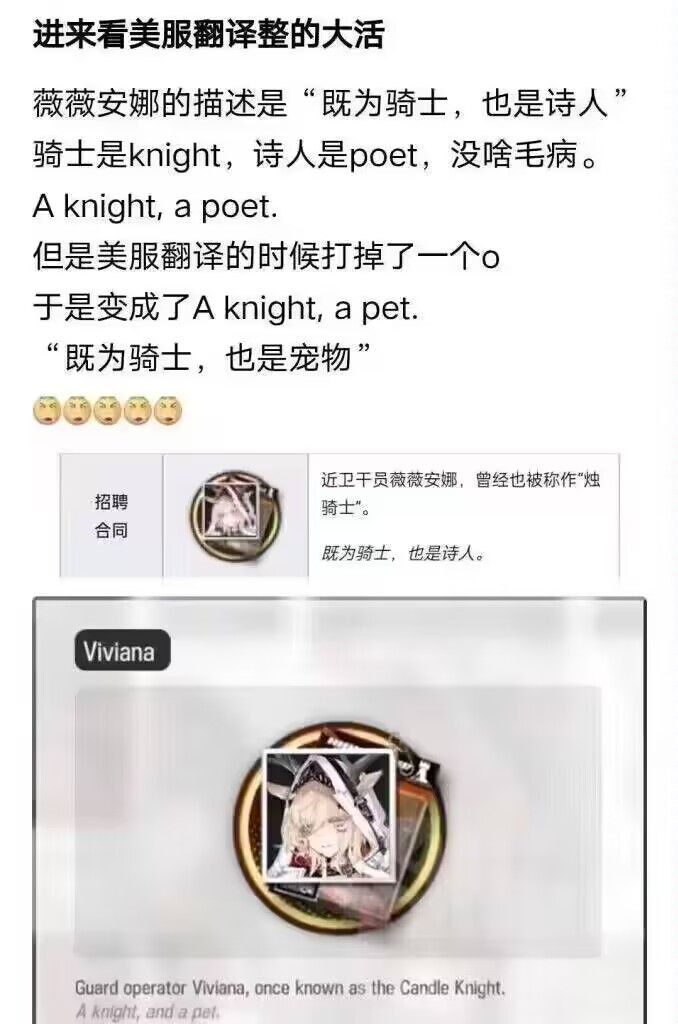 进来看美服翻译整的大活
薇薇安娜的描述是“既为骑士，也是诗人”
骑士是knight，诗人是poet，没啥毛病。
A knight, a poet.
但是美服翻译的时候打掉了一个o
于是变成了A knight, a pet.
“既为骑士，也是宠物”
招聘
合同
近卫干员薇薇安娜，曾经也被称作“烛
骑士”。
既为骑士，也是诗人。
Viviana
Guard operator Viviana, once known as the Candle Knight.
A knight, and a pet.